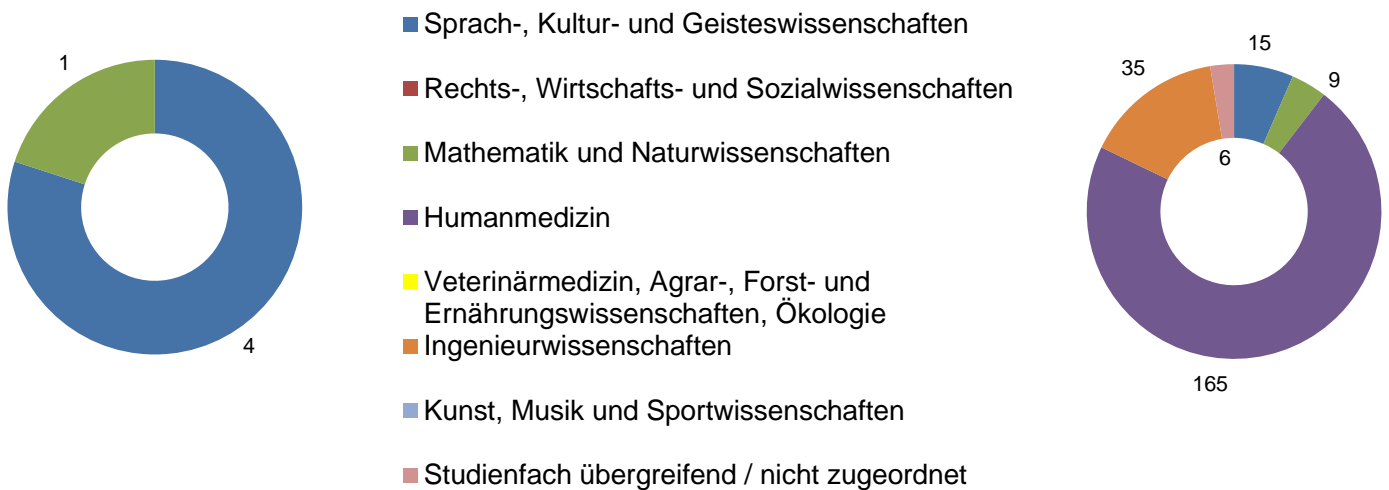 1
4
Sprach-, Kultur- und Geisteswissenschaften
Rechts-, Wirtschafts- und Sozialwissenschaften
Mathematik und Naturwissenschaften
Humanmedizin
Veterinärmedizin, Agrar-, Forst- und
Ernährungswissenschaften, Ökologie
Ingenieurwissenschaften
Kunst, Musik und Sportwissenschaften
Studienfach übergreifend / nicht zugeordnet
15
9
35
6
165